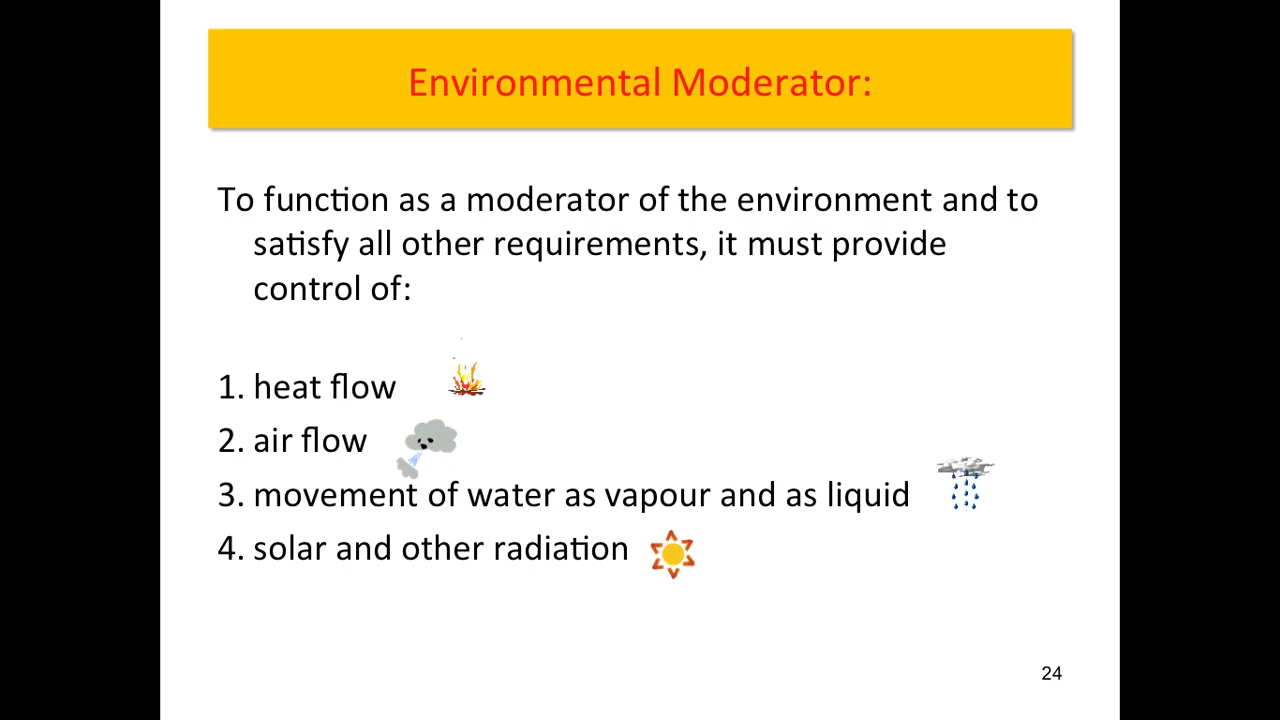 Environmental Moderator:
To function as a moderator of the environment and to
satisfy all other requirements, it must provide
control of:
1. heat flow
2. air flow
3. movement of water as vapour and as liquid
4. solar and other radiation
24